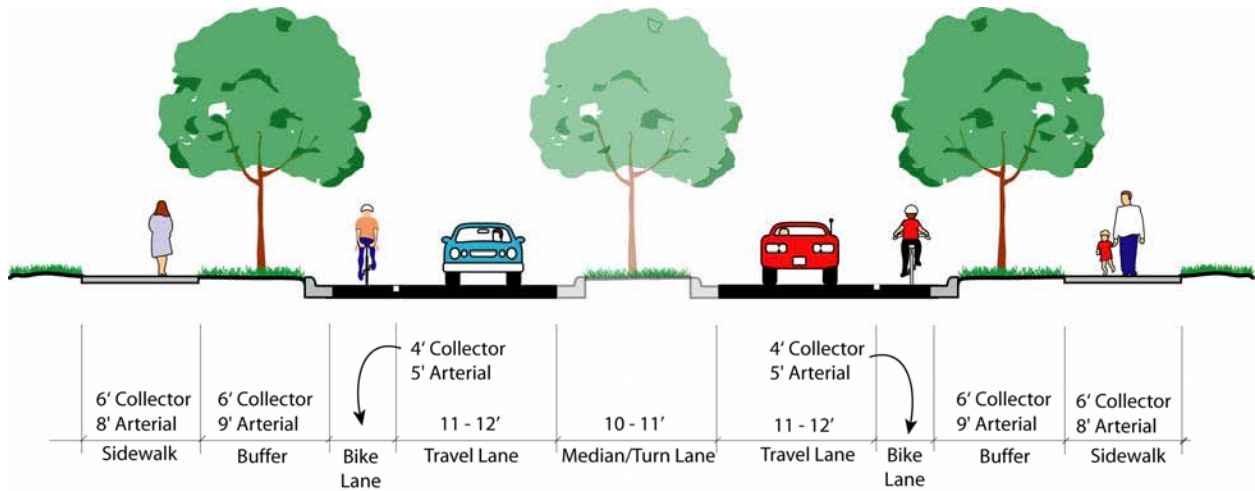 4‘ Collector
5' Arterial
4‘ Collector
5' Arterial
6‘ Collector
8' Arterial
6‘ Collector
9' Arterial
11 - 12’
10 - 11’
11 - 12’
6‘ Collector
9' Arterial
6‘ Collector
8' Arterial
Sidewalk
Buffer
Bike
Lane
Travel Lane
Median/Turn Lane
Travel Lane
Bike
Lane
Buffer
Sidewalk